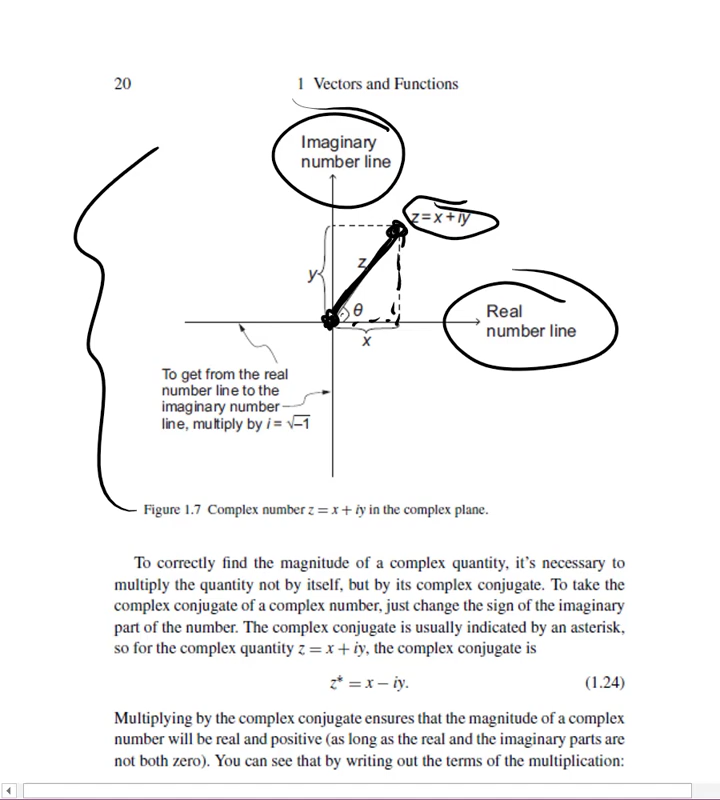 20
1 Vectors and Functions
Imaginary
number line
z=x+iy
y
z
θ
x
Real
number line
To get from the real
number line to the
imaginary number
line, multiply by i = √−1
Figure 1.7 Complex number z = x + iy in the complex plane.
To correctly find the magnitude of a complex quantity, it's necessary to
multiply the quantity not by itself, but by its complex conjugate. To take the
complex conjugate of a complex number, just change the sign of the imaginary
part of the number. The complex conjugate is usually indicated by an asterisk,
so for the complex quantity z = x + iy, the complex conjugate is
z* = x − iy. (1.24)
Multiplying by the complex conjugate ensures that the magnitude of a complex
number will be real and positive (as long as the real and the imaginary parts are
not both zero). You can see that by writing out the terms of the multiplication: